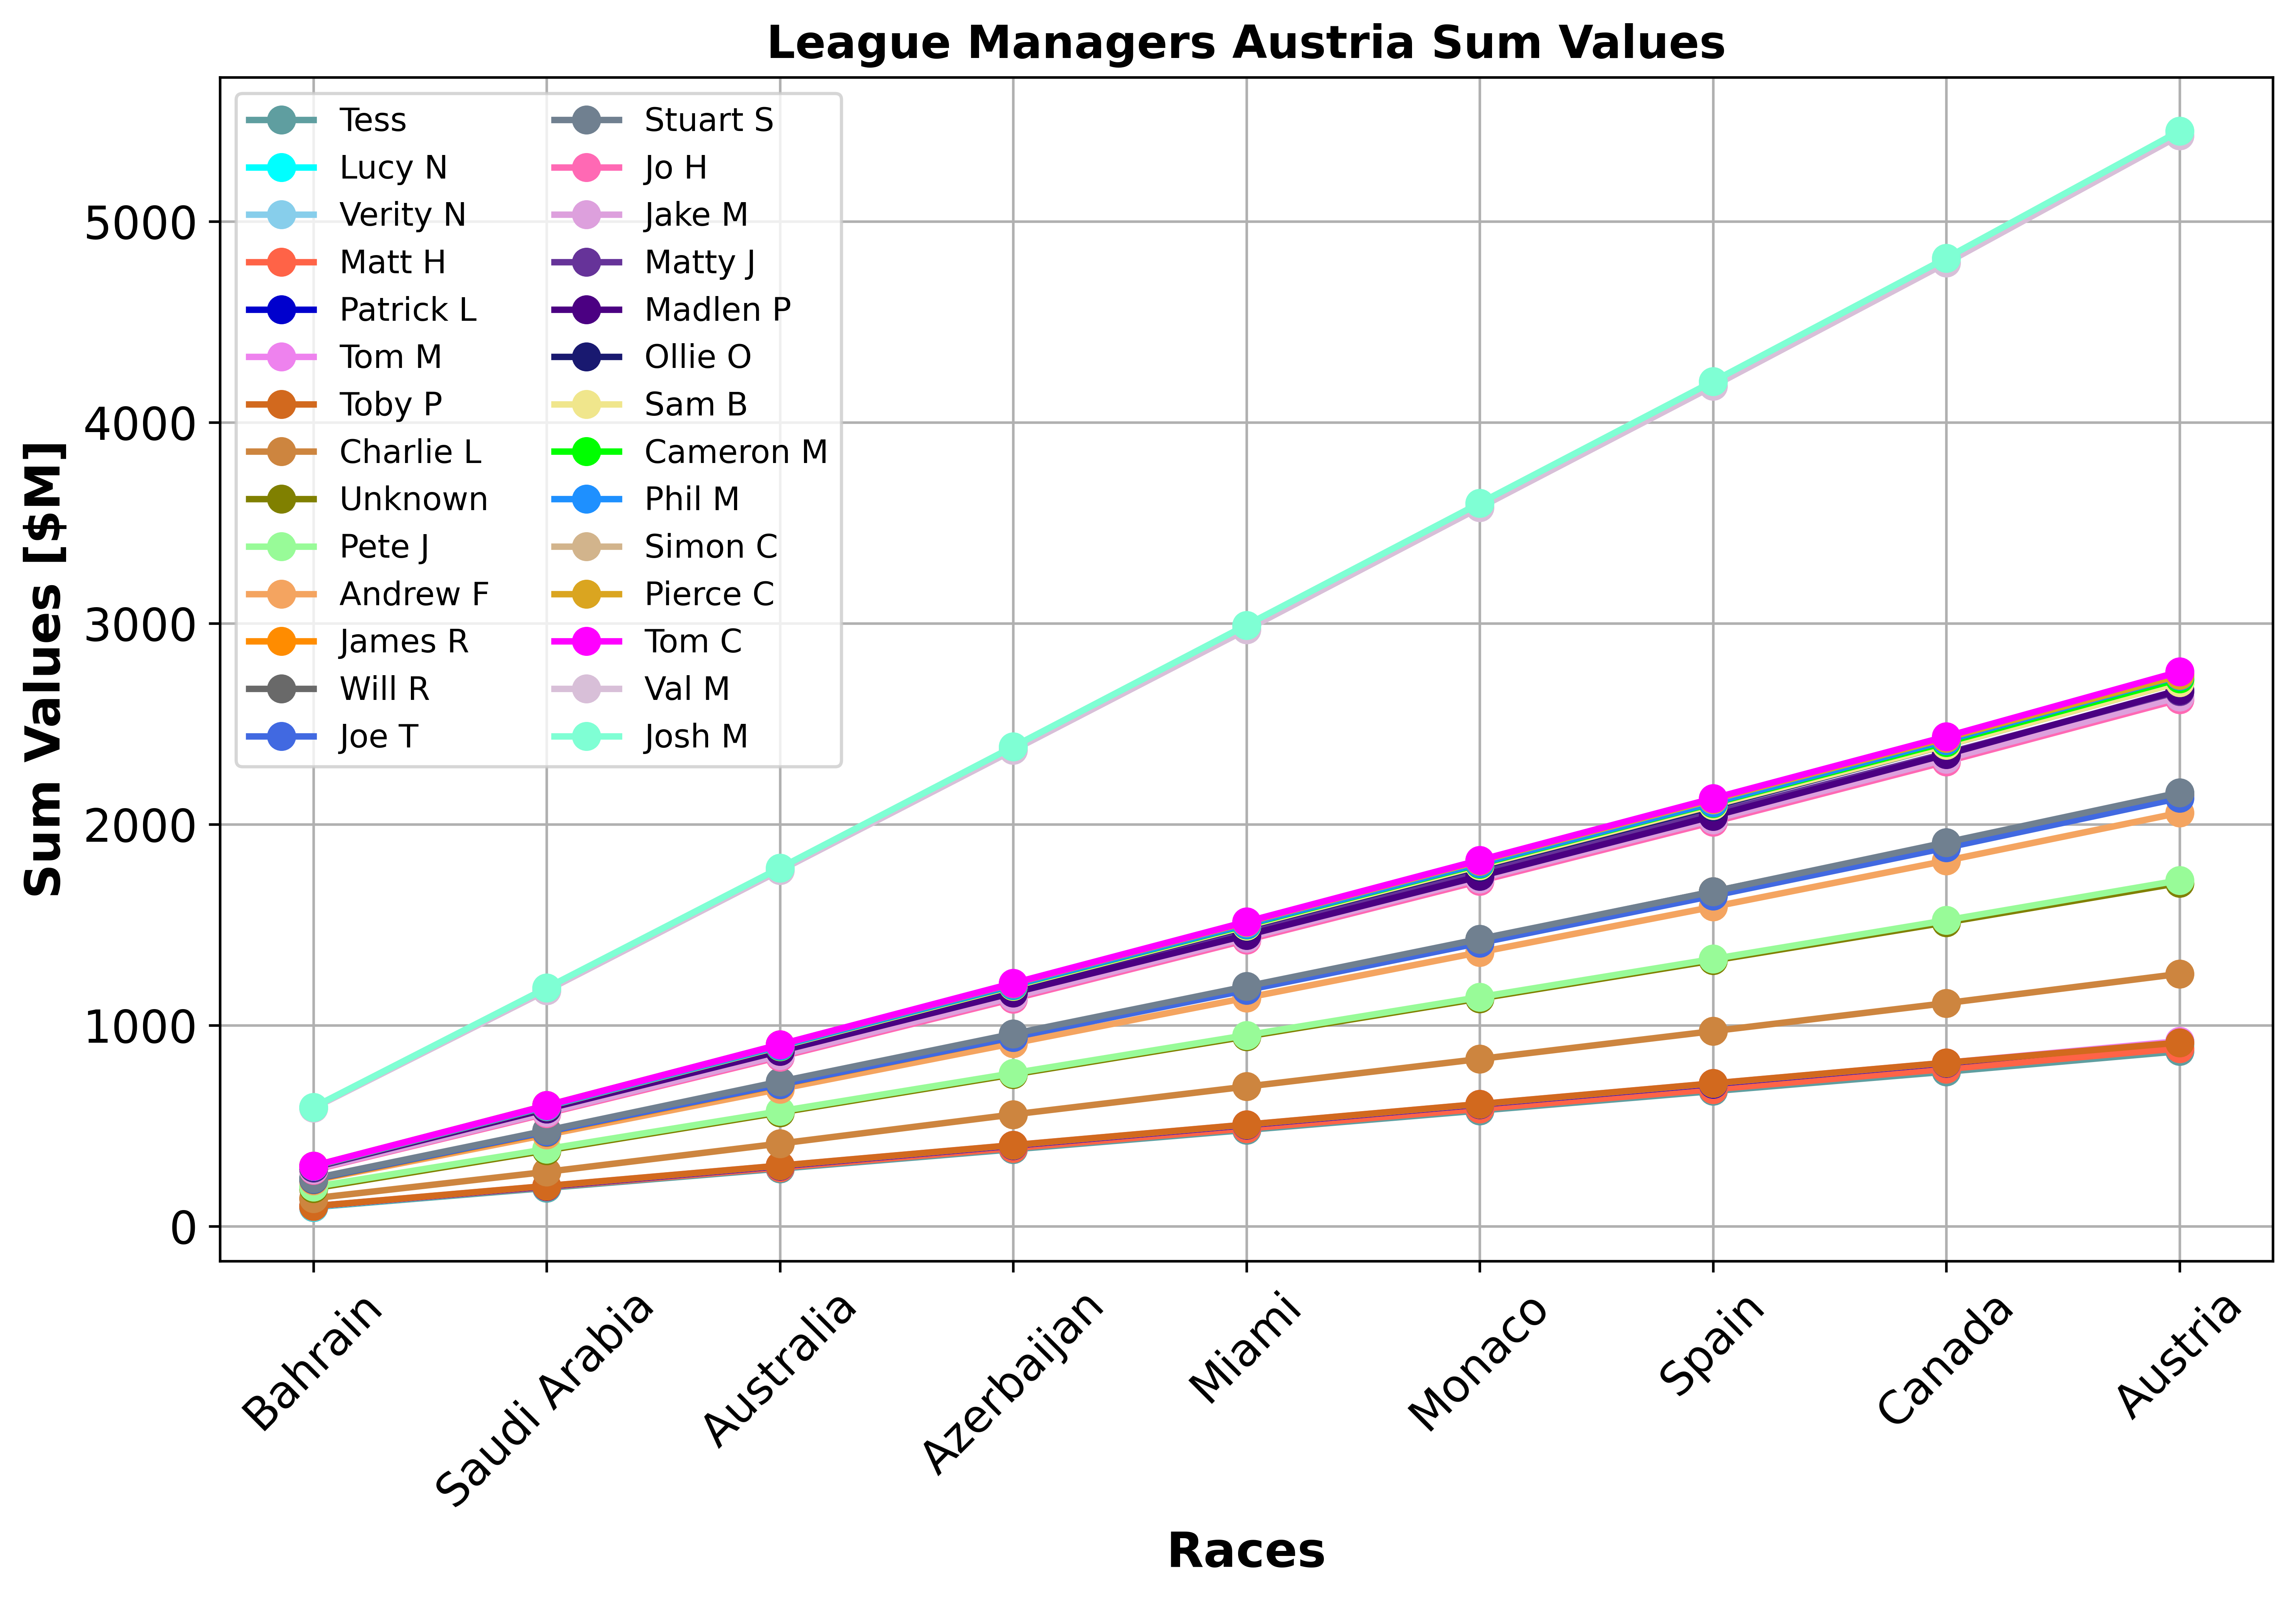 League Managers Austria Sum Values
Sum Values [$M]
5000
4000
3000
2000
1000
0
Tess
Lucy N
Verity N
Matt H
Patrick L
Tom M
Toby P
Charlie L
Unknown
Pete J
Andrew F
James R
Will R
Joe T
Stuart S
Jo H
Jake M
Matty J
Madlen P
Ollie O
Sam B
Cameron M
Phil M
Simon C
Pierce C
Tom C
Val M
Josh M
Bahrain
Saudi Arabia
Australia
Azerbaijan
Miami
Monaco
Spain
Canada
Austria
Races